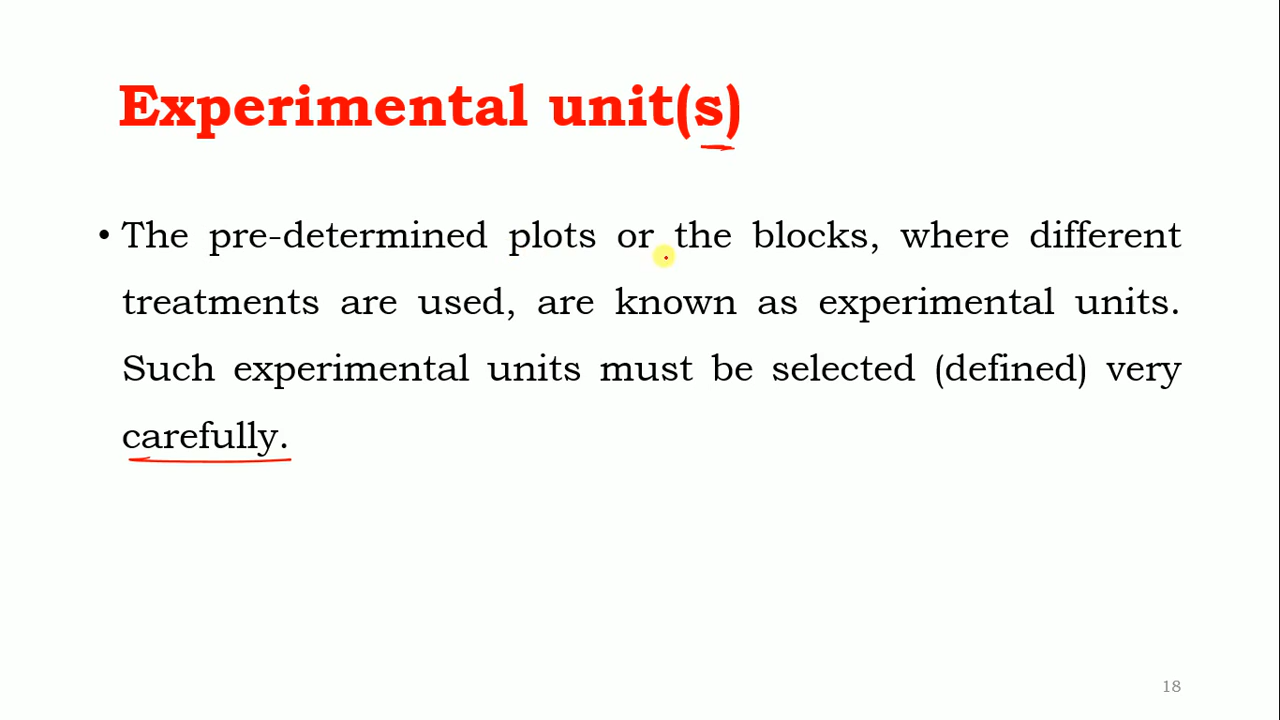 Experimental unit(s)
• The pre-determined plots or the blocks, where different
treatments are used, are known as experimental units.
Such experimental units must be selected (defined) very
carefully.
18